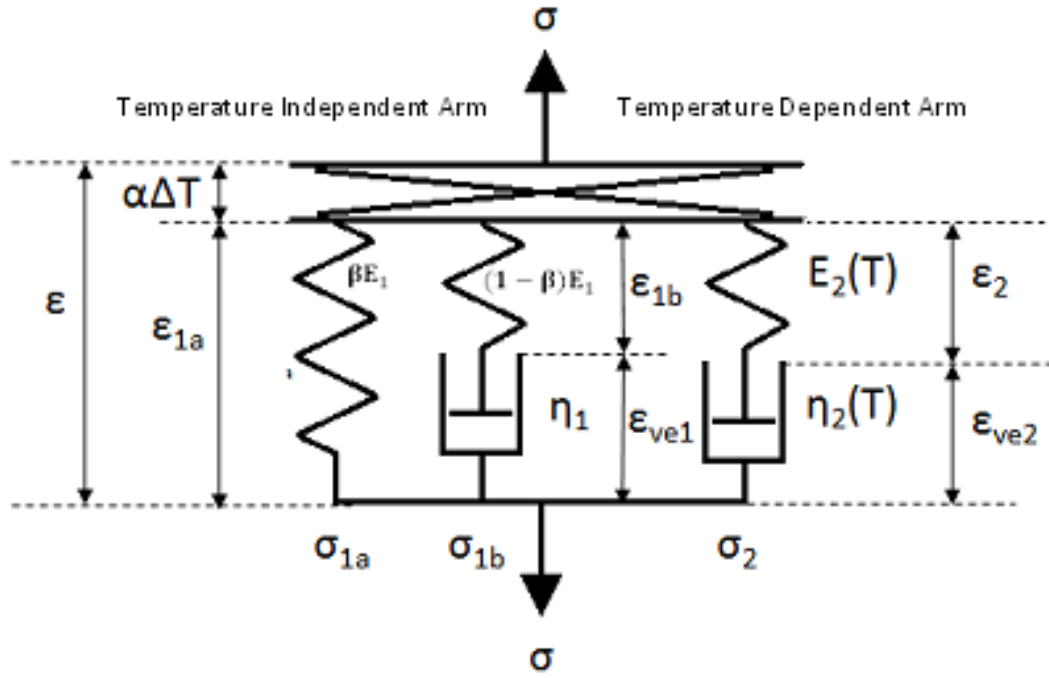 σ
Temperature Independent Arm
Temperature Dependent Arm
αΔT
βE₁
(1 − β)E₁
ε₁b
E₂(T)
ε₂
ε
ε₁a
η₁
εve1
η₂(T)
εve2
σ₁a
σ₁b
σ₂
σ